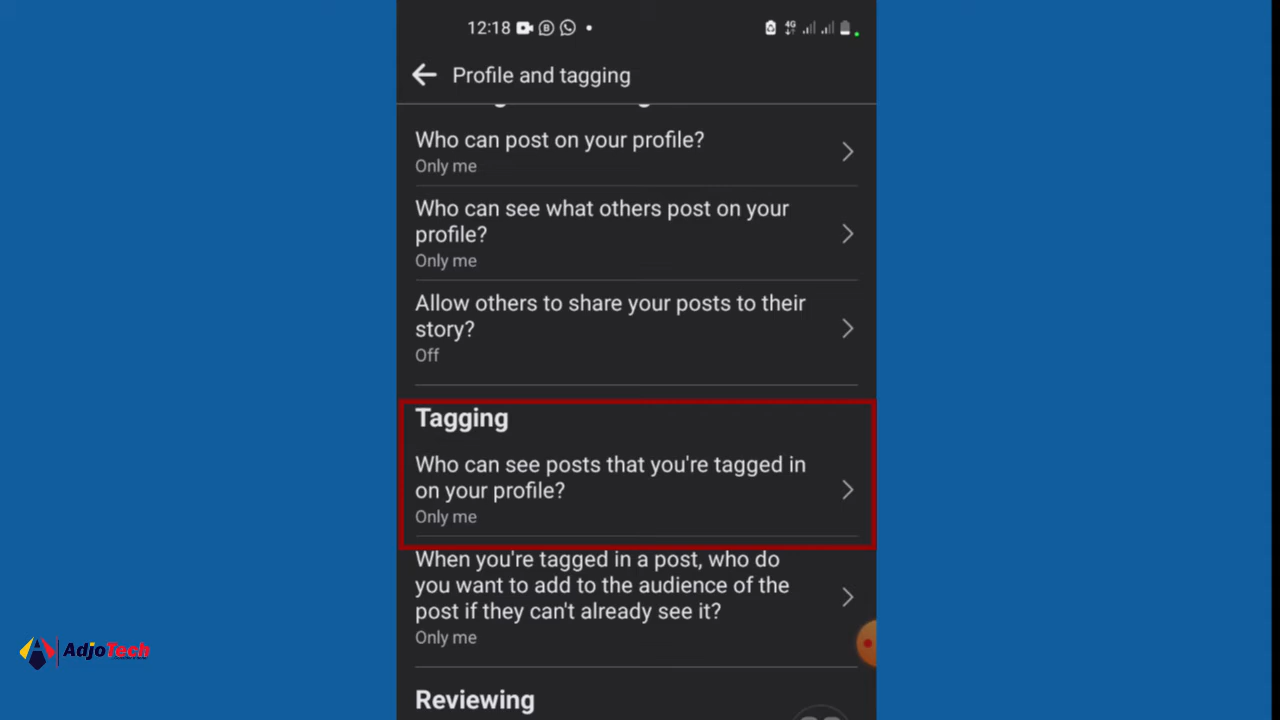 12:18
4G
Profile and tagging
Who can post on your profile?
Only me
Who can see what others post on your
profile?
Only me
Allow others to share your posts to their
story?
Off
Tagging
Who can see posts that you're tagged in
on your profile?
Only me
When you're tagged in a post, who do
you want to add to the audience of the
post if they can't already see it?
Only me
AdjoTech
Reviewing